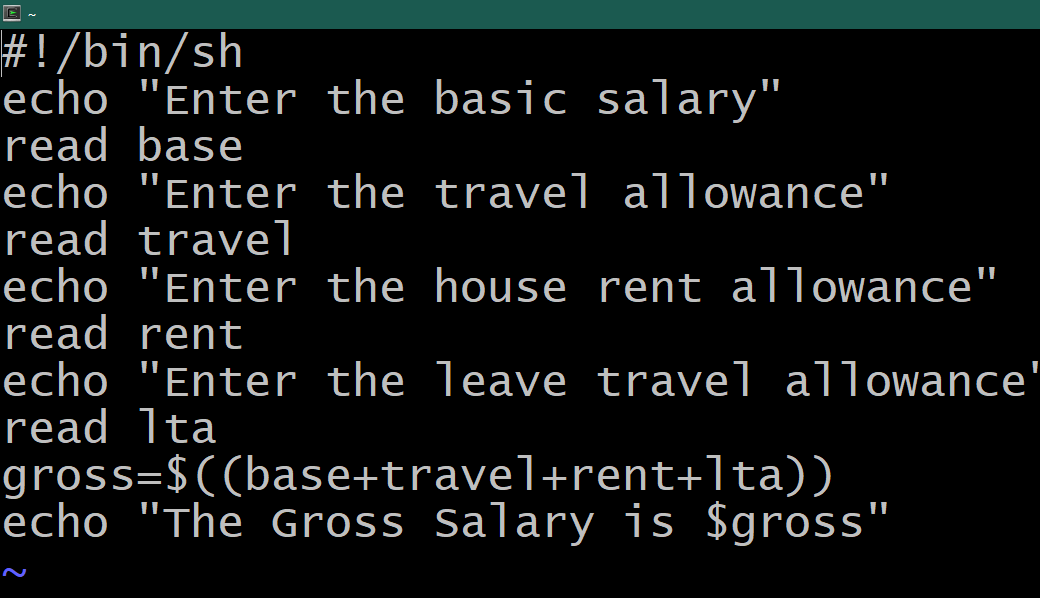 ~
#!/bin/sh
echo "Enter the basic salary"
read base
echo "Enter the travel allowance"
read travel
echo "Enter the house rent allowance"
read rent
echo "Enter the leave travel allowance"
read lta
gross=$((base+travel+rent+lta))
echo "The Gross Salary is $gross"
~